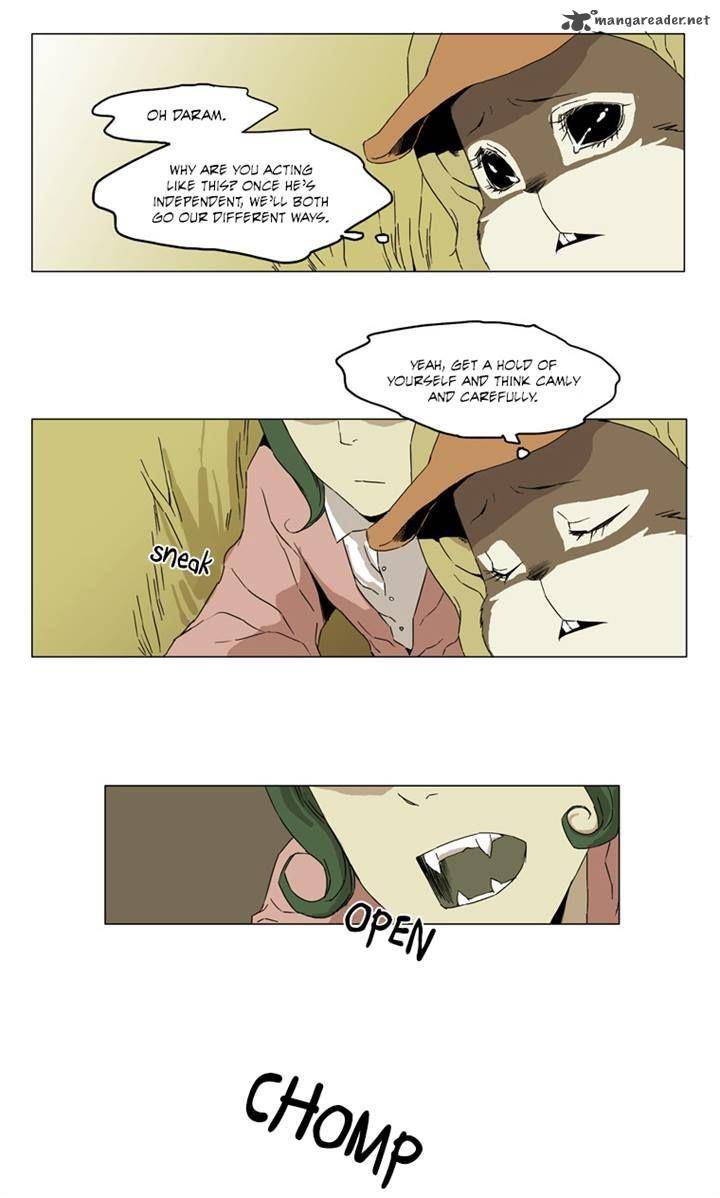 mangareader.net
OH DARAM.
WHY ARE YOU ACTING
LIKE THIS? ONCE HE'S
INDEPENDENT, WE'LL BOTH
GO OUR DIFFERENT WAYS.
YEAH, GET A HOLD OF
YOURSELF AND THINK CAMLY
AND CAREFULLY.
sneak
OPEN
CHOMP